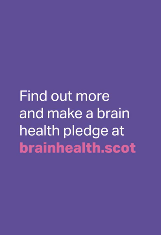 Find out more
and make a brain
health pledge at
brainhealth.scot